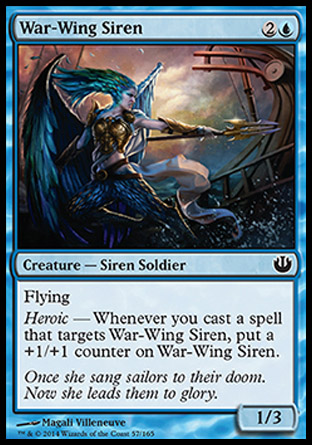 War-Wing Siren 2
Creature — Siren Soldier
Flying
Heroic — Whenever you cast a spell
that targets War-Wing Siren, put a
+1/+1 counter on War-Wing Siren.
Once she sang sailors to their doom.
Now she leads them to glory.
Magali Villeneuve
™ & © 2014 Wizards of the Coast 57/165
1/3